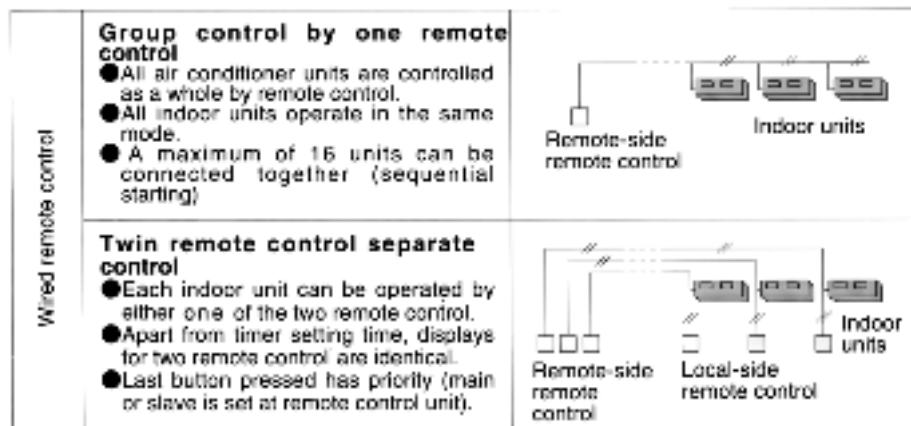 Wired remote control
Group control by one remote
control
●All air conditioner units are controlled
as a whole by remote control.
●All indoor units operate in the same
mode.
● A maximum of 16 units can be
connected together (sequential
starting)
Remote-side
remote control
Indoor units
Twin remote control separate
control
●Each indoor unit can be operated by
either one of the two remote control.
●Apart from timer setting time, displays
for two remote control are identical.
●Last button pressed has priority (main
or slave is set at remote control unit).
Remote-side
remote
control
Local-side
remote control
Indoor
units